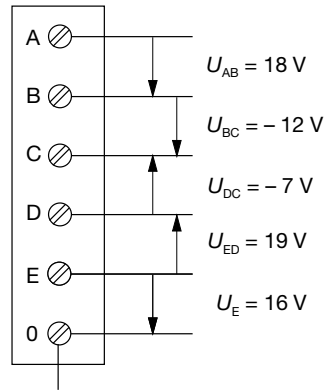 A
U_AB = 18 V
B
U_BC = – 12 V
C
U_DC = – 7 V
D
U_ED = 19 V
E
U_E = 16 V
0